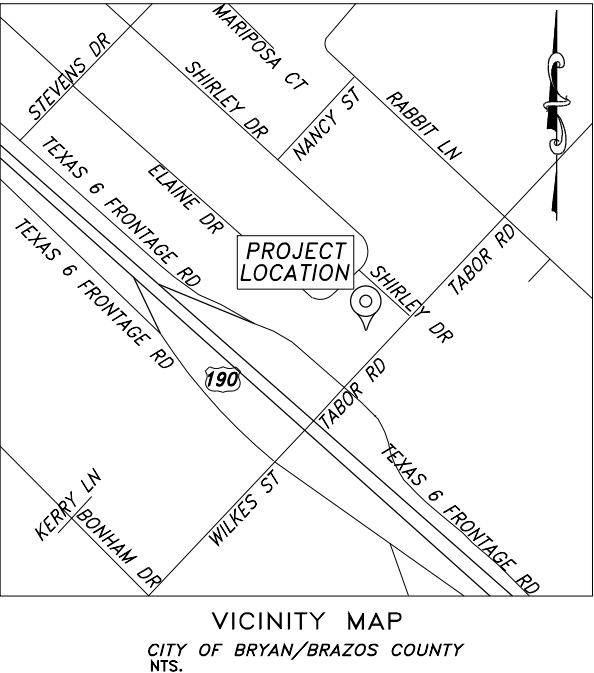 MARIPOSA CT
STEVENS DR
SHIRLEY DR
NANCY ST
RABBIT LN
TEXAS 6 FRONTAGE RD
ELAINE DR
TEXAS 6 FRONTAGE RD
PROJECT
LOCATION
TABOR RD
SHIRLEY DR
190
TABOR RD
TEXAS 6 FRONTAGE RD
KERRY LN
BONHAM DR
WILKES ST
VICINITY MAP
CITY OF BRYAN/BRAZOS COUNTY
NTS.